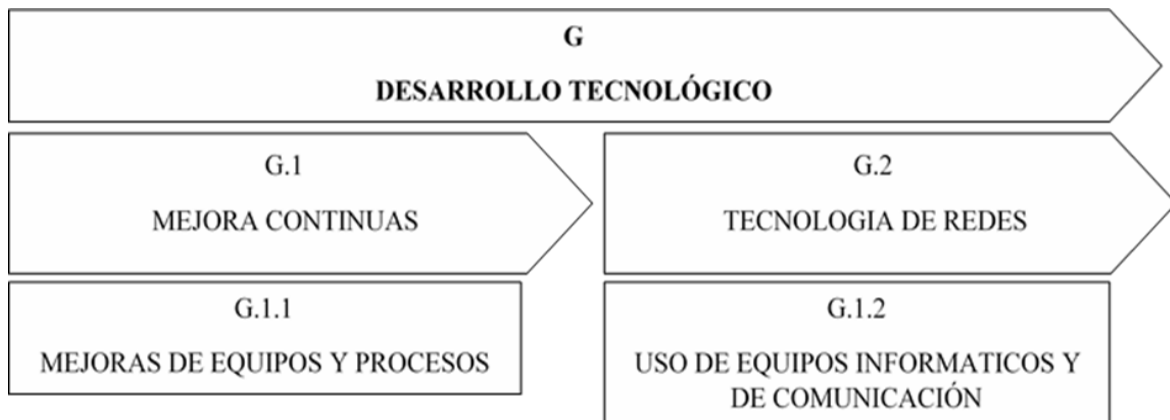 G
DESARROLLO TECNOLÓGICO
G.1
MEJORA CONTINUAS
G.2
TECNOLOGIA DE REDES
G.1.1
MEJORAS DE EQUIPOS Y PROCESOS
G.1.2
USO DE EQUIPOS INFORMATICOS Y
DE COMUNICACIÓN